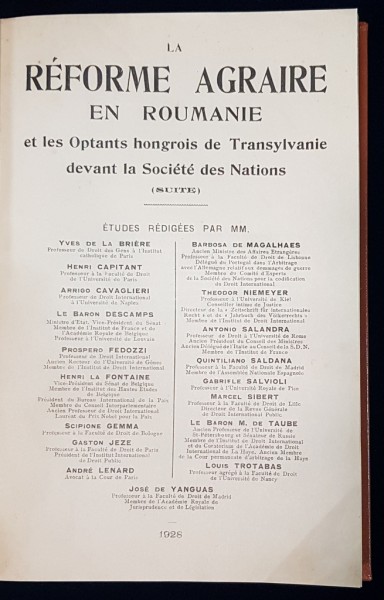 LA
RÉFORME AGRAIRE
EN ROUMANIE
et les Optants hongrois de Transylvanie
devant la Société des Nations
(SUITE)
ÉTUDES RÉDIGÉES PAR MM.
YVES DE LA BRIÈRE
Professeur de Droit des Gens à l'Institut
catholique de Paris
HENRI CAPITANT
Professeur à la Faculté de Droit
de l'Université de Paris
ARRIGO CAVAGLIERI
Professeur de Droit International
à l'Université de Naples
LE BARON DESCAMPS
Ministre d'Etat, Vice-Président du Sénat
Membre de l'Institut de France et de
l'Académie Royale de Belgique
Professeur à l'Université de Louvain
PROSPERO FEDOZZI
Professeur de Droit International
Ancien Recteur de l'Université de Gênes
Membre de l'Institut de Droit International
HENRI LA FONTAINE
Vice-Président du Sénat de Belgique
Membre de l'Institut des Hautes Etudes
de Belgique
Président du Bureau International de la Paix
Membre du Conseil Interparlementaire
Ancien Professeur de Droit International
Lauréat du Prix Nobel pour la Paix
SCIPIONE GEMMA
Professeur à la Faculté de Droit de Bologne
GASTON JEZE
Professeur à la Faculté de Droit de Paris
Président de l'Institut International
de Droit Public
ANDRÉ LENARD
Avocat à la Cour de Paris
BARBOSA DE MAGALHAES
Ancien Ministre des Affaires Etrangères
Professeur à la Faculté de Droit de Lisbonne
Délégué du Portugal dans l'Arbitrage
avec l'Allemagne relatif aux dommages de guerre
Membre du Comité d'Experts
de la Société des Nations pour la codification
du Droit International
THEODOR NIEMEYER
Professeur à l'Université de Kiel
Conseiller intime de Justice
Directeur de la « Zeitschrift für Internationales
Recht » et de « Jahrbuch des Völkerrechts »
Membre de l'Institut de Droit International
ANTONIO SALANDRA
Professeur de Droit à l'Université de Rome
Ancien Président du Conseil des Ministres
Ancien Délégué d'Italie au Conseil de la S.D.N.
Membre de l'Institut de France
QUINTILIANO SALDANA
Professeur à la Faculté de Droit de Madrid
Membre de l'Assemblée Nationale Espagnole
GABRIELE SALVIOLI
Professeur à l'Université Royale de Pise
MARCEL SIBERT
Professeur à la Faculté de Droit de Lille
Directeur de la Revue Générale
de Droit International Public
LE BARON M. DE TAUBE
Ancien Professeur de l'Université de
St-Pétersbourg et Sénateur de Russie
Membre de l'Institut de Droit International
et du Curatorium de l'Académie de Droit
International de La Haye, Ancien Membre
de la Cour permanente d'arbitrage de la Haye
LOUIS TROTABAS
Professeur agrégé à la Faculté de Droit
de l'Université de Nancy
JOSÉ DE YANGUAS
Professeur à la Faculté de Droit de Madrid
Membre de l'Académie Royale de
Jurisprudence et de Législation
1928